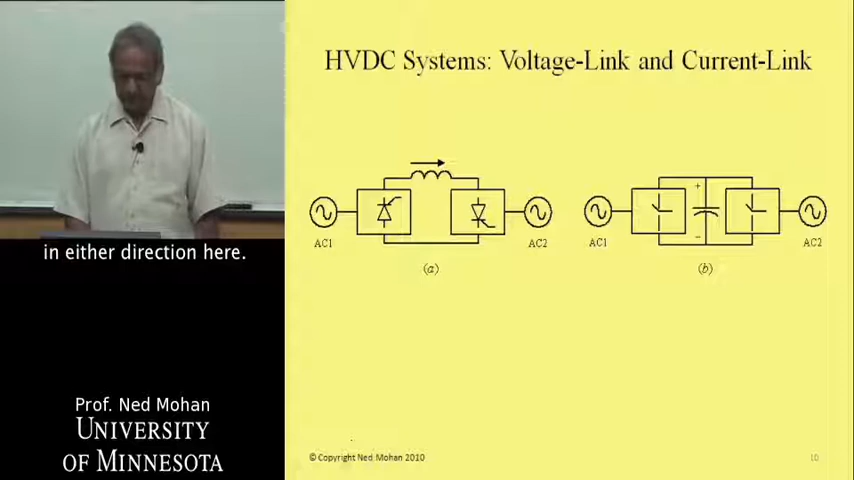 HVDC Systems: Voltage-Link and Current-Link
AC1
AC2
(a)
+
-
AC1
AC2
(b)
in either direction here.
Prof. Ned Mohan
UNIVERSITY
OF MINNESOTA
© Copyright Ned Mohan 2010
10